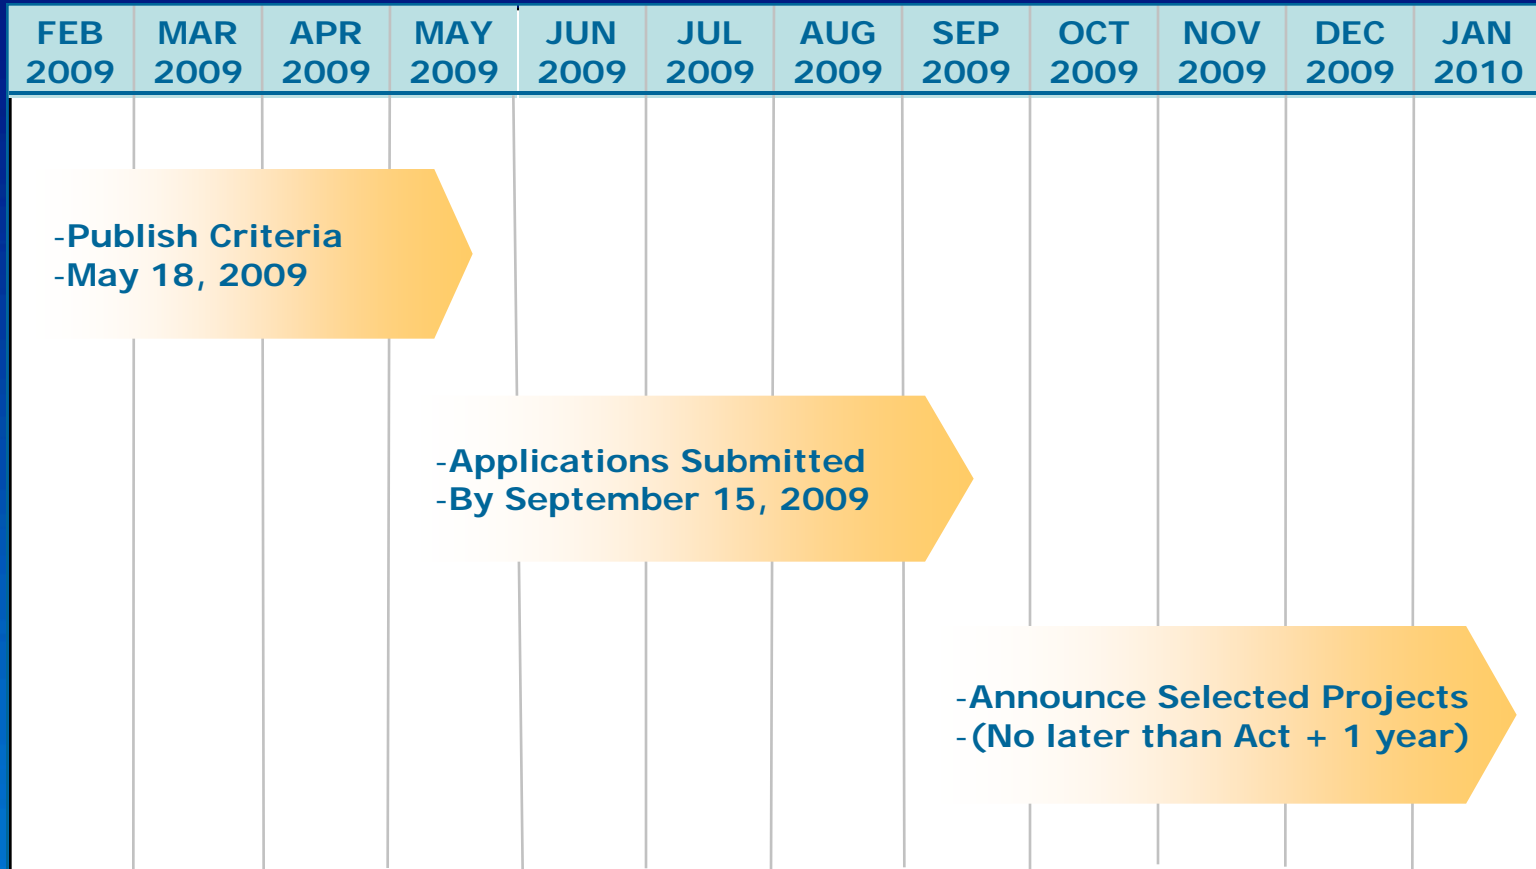 FEB MAR APR MAY JUN JUL AUG SEP OCT NOV DEC JAN
2009 2009 2009 2009 2009 2009 2009 2009 2009 2009 2009 2010
-Publish Criteria
-May 18, 2009
-Applications Submitted
-By September 15, 2009
-Announce Selected Projects
-(No later than Act + 1 year)